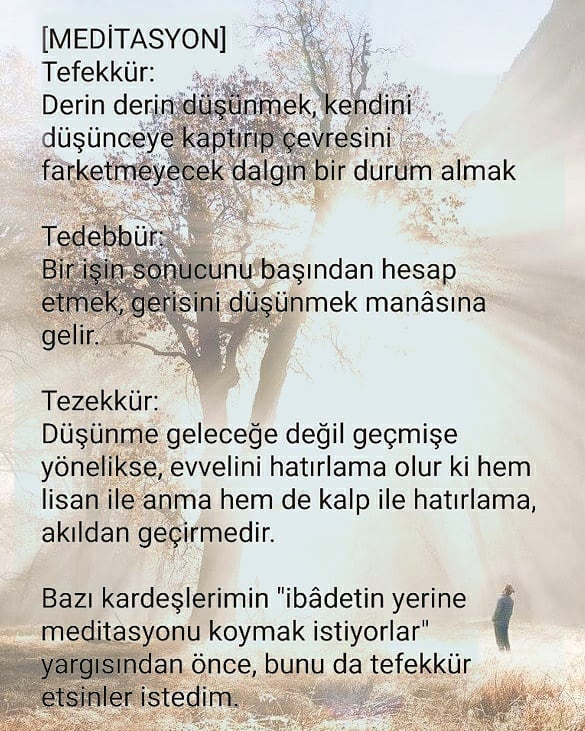 [MEDİTASYON]
Tefekkür:
Derin derin düşünmek, kendini
düşünceye kaptırıp çevresini
farketmeyecek dalgın bir durum almak
Tedebbür:
Bir işin sonucunu başından hesap
etmek, gerisini düşünmek manâsına
gelir.
Tezekkür:
Düşünme geleceğe değil geçmişe
yönelikse, evvelini hatırlama olur ki hem
lisan ile anma hem de kalp ile hatırlama,
akıldan geçirmedir.
Bazı kardeşlerimin "ibâdetin yerine
meditasyonu koymak istiyorlar"
yargısından önce, bunu da tefekkür
etsinler istedim.